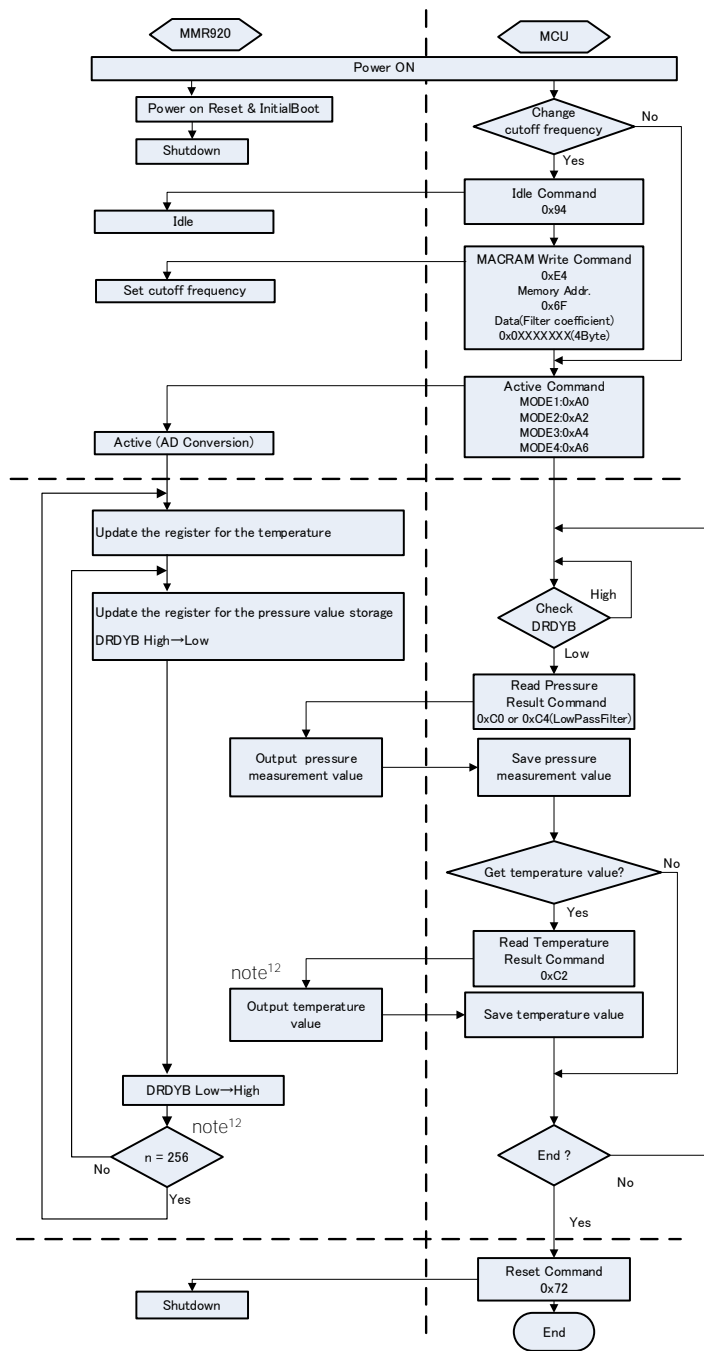 MMR920
MCU
Power ON
Power on Reset & InitialBoot
Shutdown
Change
cutoff frequency
No
Yes
Idle Command
0x94
Idle
MACRAM Write Command
0xE4
Memory Addr.
0x6F
Data(Filter coefficient)
0x0XXXXXXX(4Byte)
Set cutoff frequency
Active Command
MODE1:0xA0
MODE2:0xA2
MODE3:0xA4
MODE4:0xA6
Active (AD Conversion)
Update the register for the temperature
Update the register for the pressure value storage
DRDYB High→Low
High
Check
DRDYB
Low
Read Pressure
Result Command
0xC0 or 0xC4(LowPassFilter)
Output pressure
measurement value
Save pressure
measurement value
Get temperature value?
No
Yes
Read Temperature
Result Command
0xC2
note¹²
Output temperature
value
Save temperature value
DRDYB Low→High
note¹²
n = 256
No
Yes
End ?
No
Yes
Reset Command
0x72
Shutdown
End